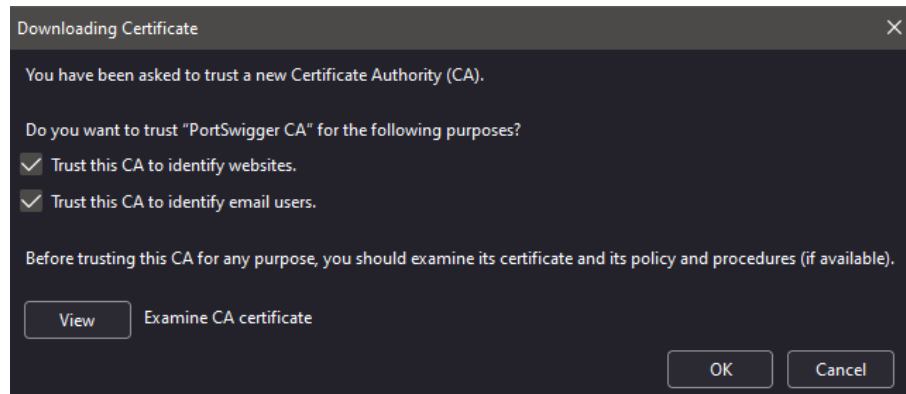 Downloading Certificate
You have been asked to trust a new Certificate Authority (CA).
Do you want to trust “PortSwigger CA” for the following purposes?
Trust this CA to identify websites.
Trust this CA to identify email users.
Before trusting this CA for any purpose, you should examine its certificate and its policy and procedures (if available).
View Examine CA certificate
OK Cancel